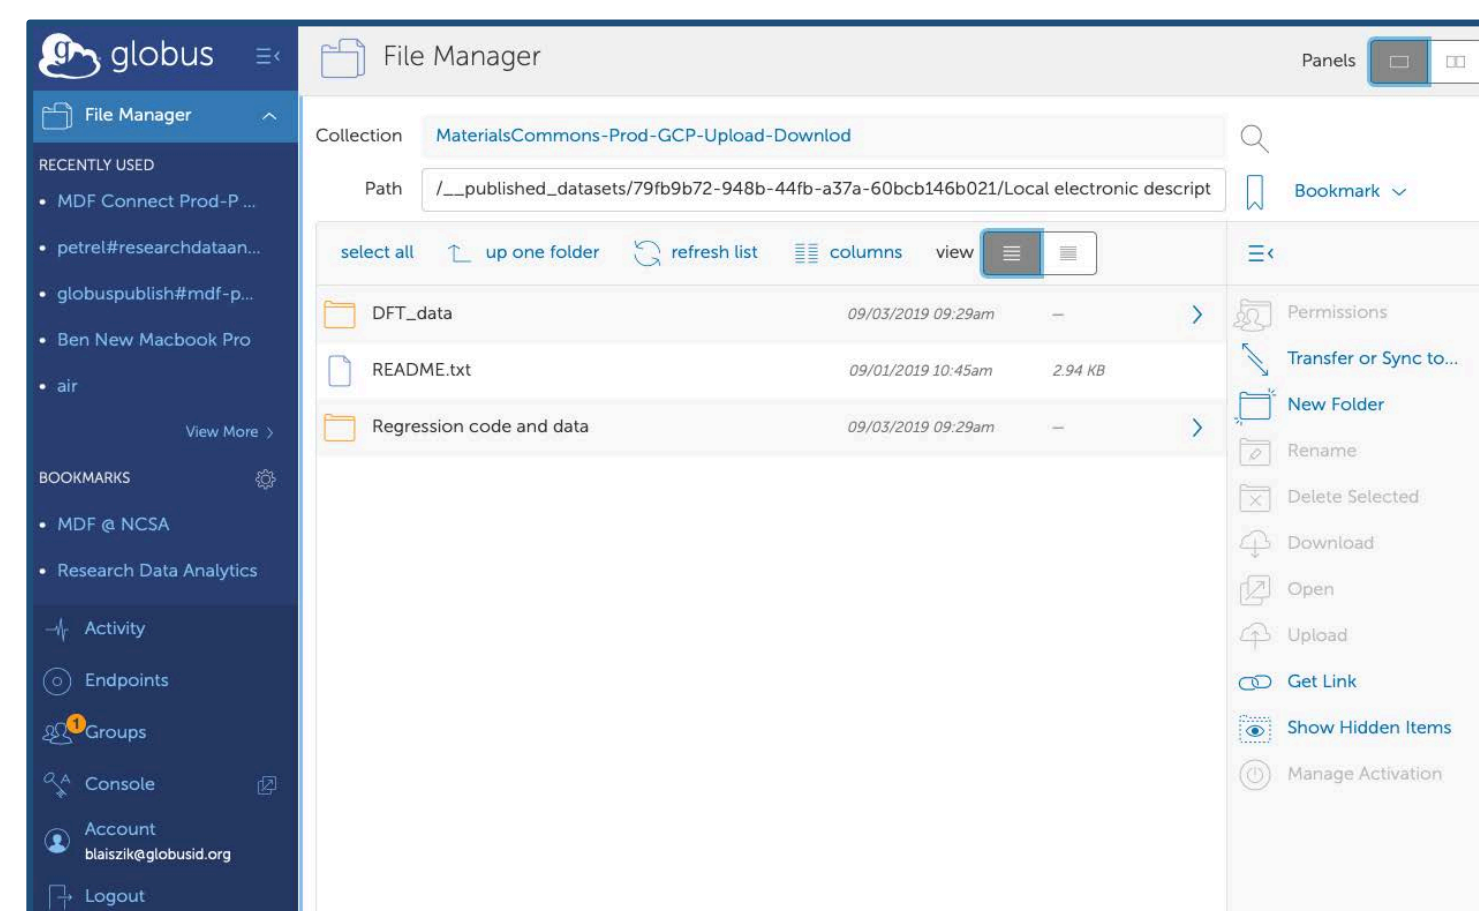 globus
File Manager
Panels
File Manager
RECENTLY USED
MDF Connect Prod-P ...
petrel#researchdataan...
globuspublish#mdf-p...
Ben New Macbook Pro
air
View More >
BOOKMARKS
MDF @ NCSA
Research Data Analytics
Activity
Endpoints
1
Groups
Console
Account
blaiszik@globusid.org
Logout
Collection MaterialsCommons-Prod-GCP-Upload-Downlod
Path /__published_datasets/79fb9b72-948b-44fb-a37a-60bcb146b021/Local electronic descript
Bookmark
select all up one folder refresh list columns view
DFT_data 09/03/2019 09:29am —
README.txt 09/01/2019 10:45am 2.94 KB
Regression code and data 09/03/2019 09:29am —
Permissions
Transfer or Sync to...
New Folder
Rename
Delete Selected
Download
Open
Upload
Get Link
Show Hidden Items
Manage Activation